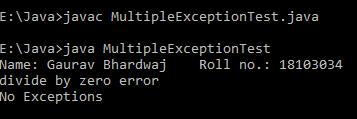 E:\Java>javac MultipleExceptionTest.java
E:\Java>java MultipleExceptionTest
Name: Gaurav Bhardwaj    Roll no.: 18103034
divide by zero error
No Exceptions